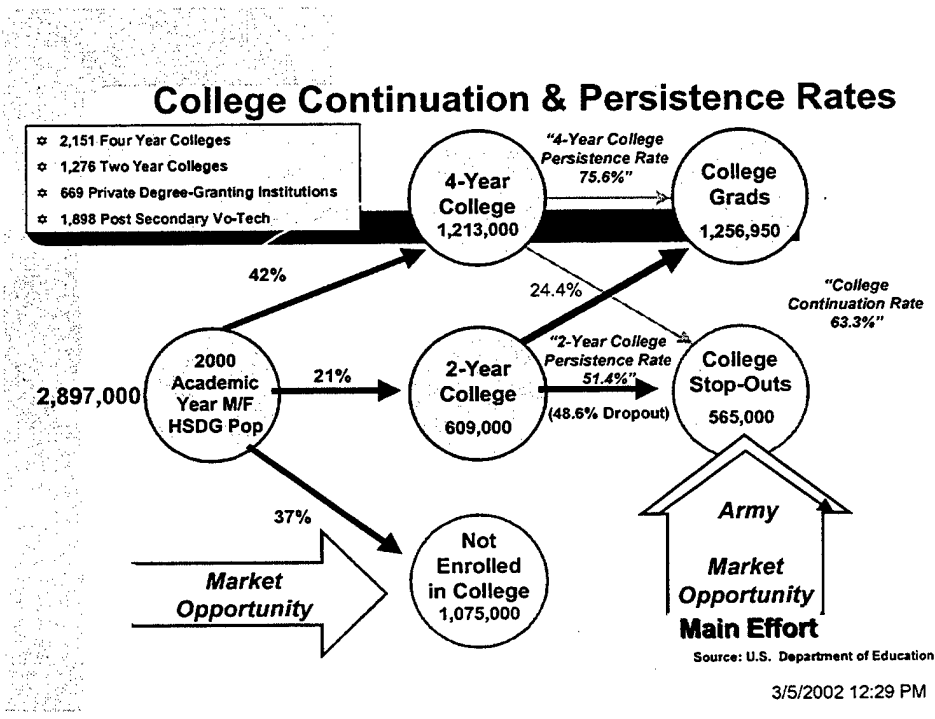 College Continuation & Persistence Rates
✡ 2,151 Four Year Colleges
✡ 1,276 Two Year Colleges
✡ 669 Private Degree-Granting Institutions
✡ 1,898 Post Secondary Vo-Tech
4-Year
College
1,213,000
"4-Year College
Persistence Rate
75.6%"
College
Grads
1,256,950
42%
24.4%
"College
Continuation Rate
63.3%"
2,897,000
2000
Academic
Year M/F
HSDG Pop
21%
2-Year
College
609,000
"2-Year College
Persistence Rate
51.4%"
(48.6% Dropout)
College
Stop-Outs
565,000
37%
Not
Enrolled
in College
1,075,000
Market
Opportunity
Army
Market
Opportunity
Main Effort
Source: U.S. Department of Education
3/5/2002 12:29 PM